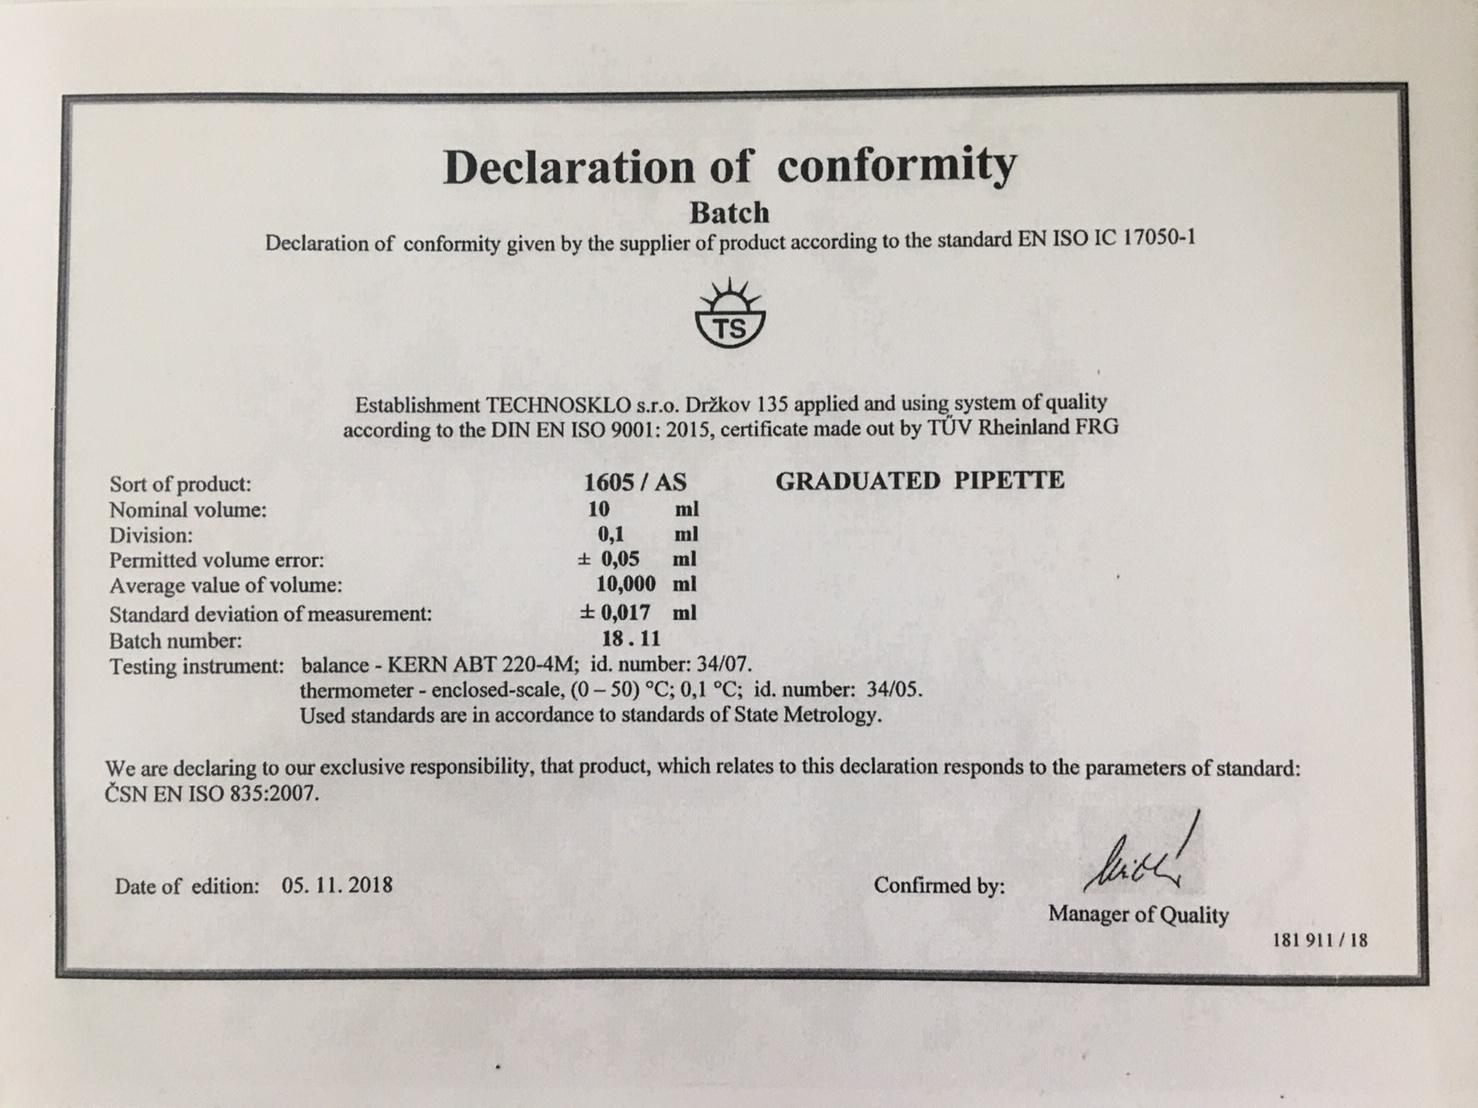 Declaration of conformity
Batch
Declaration of conformity given by the supplier of product according to the standard EN ISO IC 17050-1
TS
Establishment TECHNOSKLO s.r.o. Držkov 135 applied and using system of quality
according to the DIN EN ISO 9001: 2015, certificate made out by TŰV Rheinland FRG
Sort of product: 1605 / AS GRADUATED PIPETTE
Nominal volume: 10 ml
Division: 0,1 ml
Permitted volume error: ± 0,05 ml
Average value of volume: 10,000 ml
Standard deviation of measurement: ± 0,017 ml
Batch number: 18 . 11
Testing instrument: balance - KERN ABT 220-4M; id. number: 34/07.
thermometer - enclosed-scale, (0 – 50) °C; 0,1 °C; id. number: 34/05.
Used standards are in accordance to standards of State Metrology.
We are declaring to our exclusive responsibility, that product, which relates to this declaration responds to the parameters of standard:
ČSN EN ISO 835:2007.
Date of edition: 05. 11. 2018 Confirmed by:
Manager of Quality
181 911 / 18